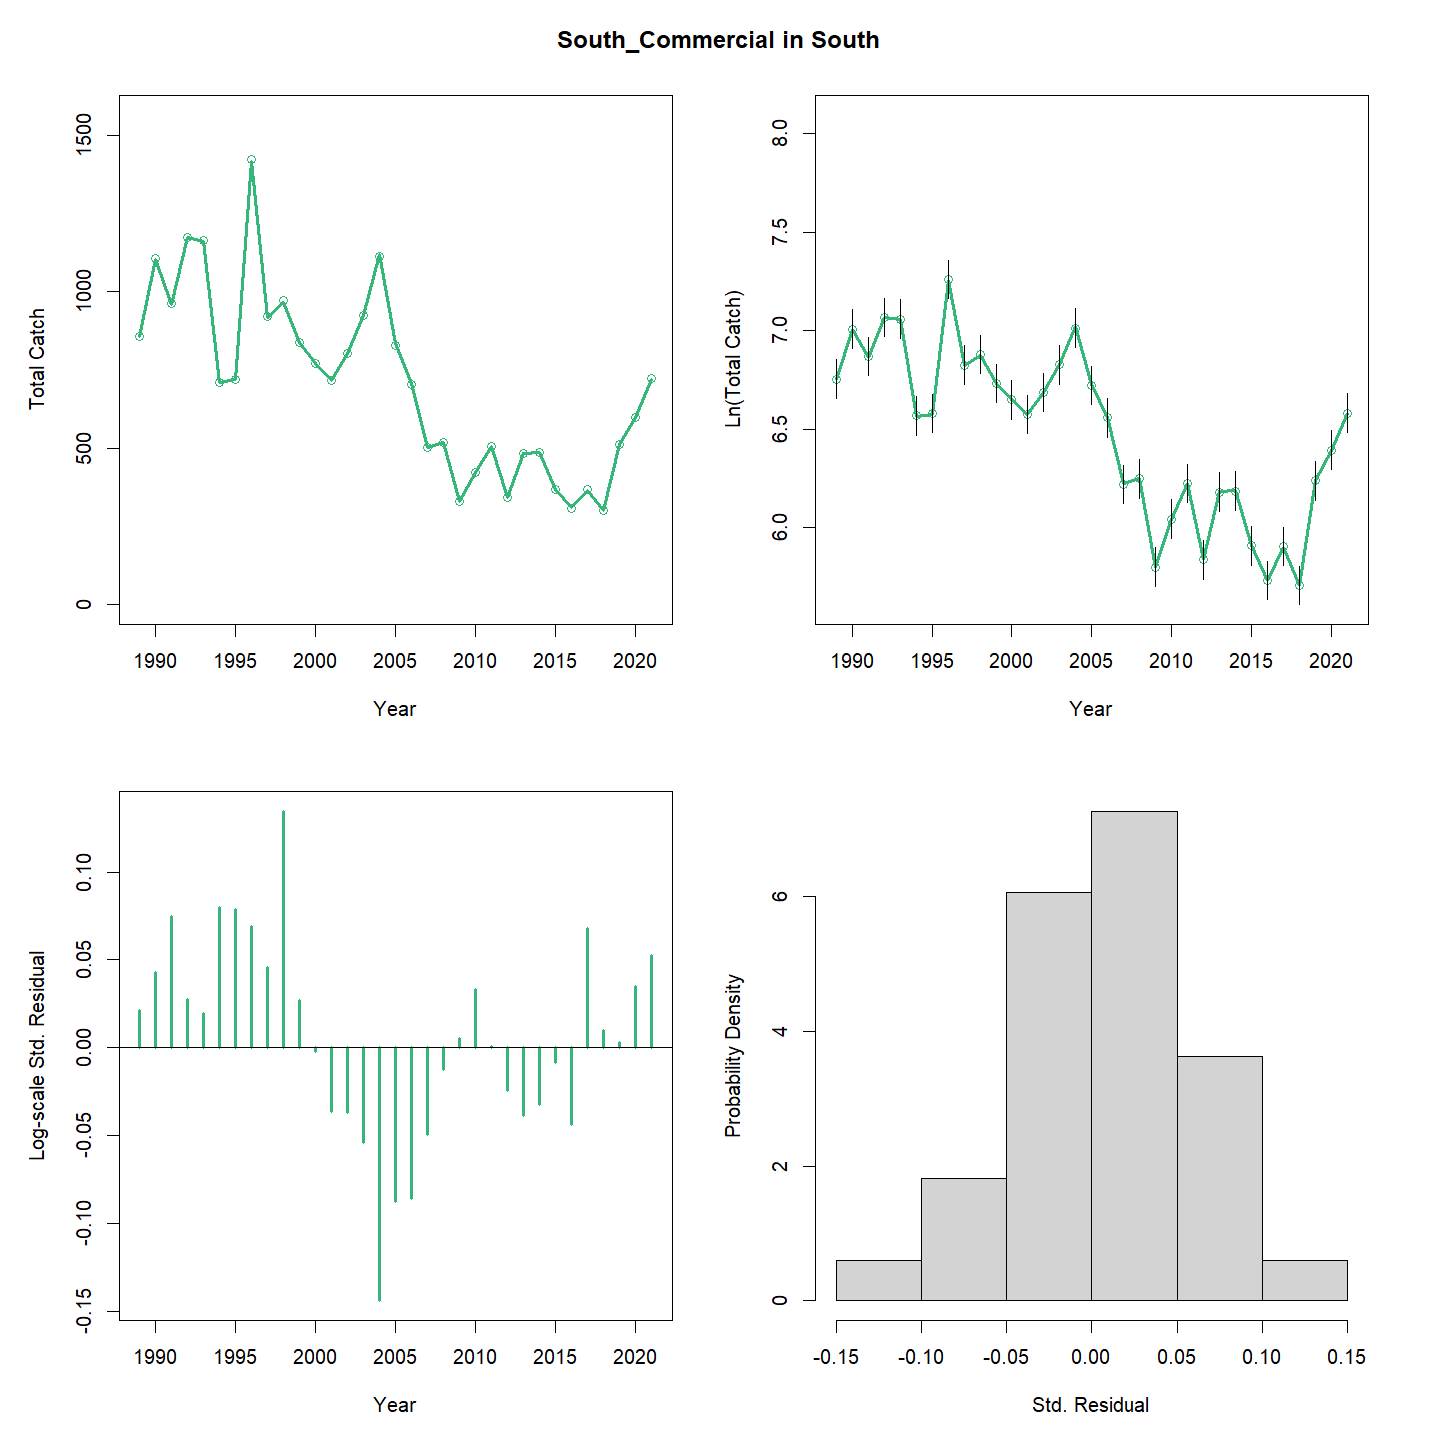 South_Commercial in South
Total Catch
1500
1000
500
0
1990 1995 2000 2005 2010 2015 2020
Year
Ln(Total Catch)
8.0
7.5
7.0
6.5
6.0
1990 1995 2000 2005 2010 2015 2020
Year
Log-scale Std. Residual
0.10
0.05
0.00
-0.05
-0.10
-0.15
1990 1995 2000 2005 2010 2015 2020
Year
Probability Density
6
4
2
0
-0.15 -0.10 -0.05 0.00 0.05 0.10 0.15
Std. Residual